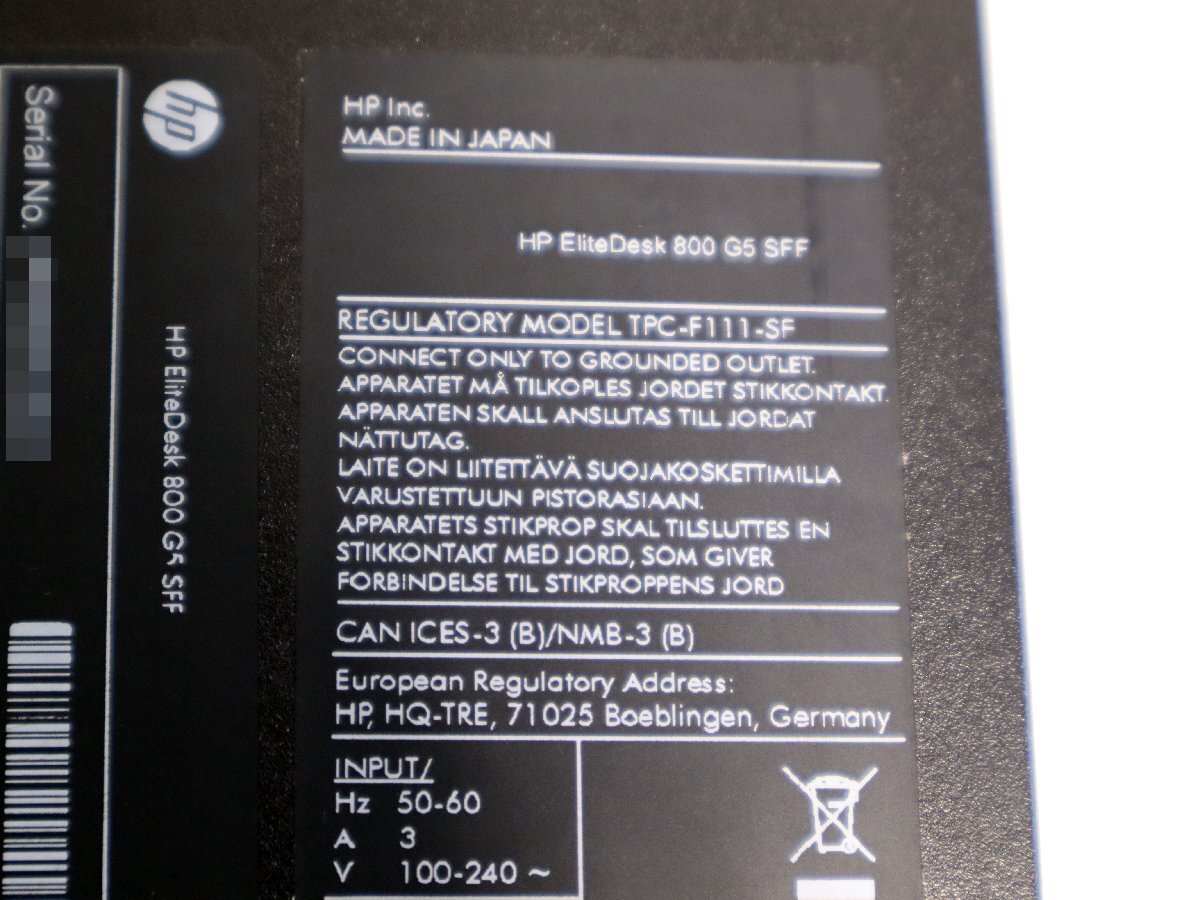 Serial No.
hp
HP EliteDesk 800 G5 SFF
HP Inc.
MADE IN JAPAN
HP EliteDesk 800 G5 SFF
REGULATORY MODEL TPC-F111-SF
CONNECT ONLY TO GROUNDED OUTLET.
APPARATET MÅ TILKOPLES JORDET STIKKONTAKT.
APPARATEN SKALL ANSLUTAS TILL JORDAT
NÄTTUTAG.
LAITE ON LIITETTÄVÄ SUOJAKOSKETTIMILLA
VARUSTETTUUN PISTORASIAAN.
APPARATETS STIKPROP SKAL TILSLUTTES EN
STIKKONTAKT MED JORD, SOM GIVER
FORBINDELSE TIL STIKPROPPENS JORD
CAN ICES-3 (B)/NMB-3 (B)
European Regulatory Address:
HP, HQ-TRE, 71025 Boeblingen, Germany
INPUT/
Hz 50-60
A 3
V 100-240 ~